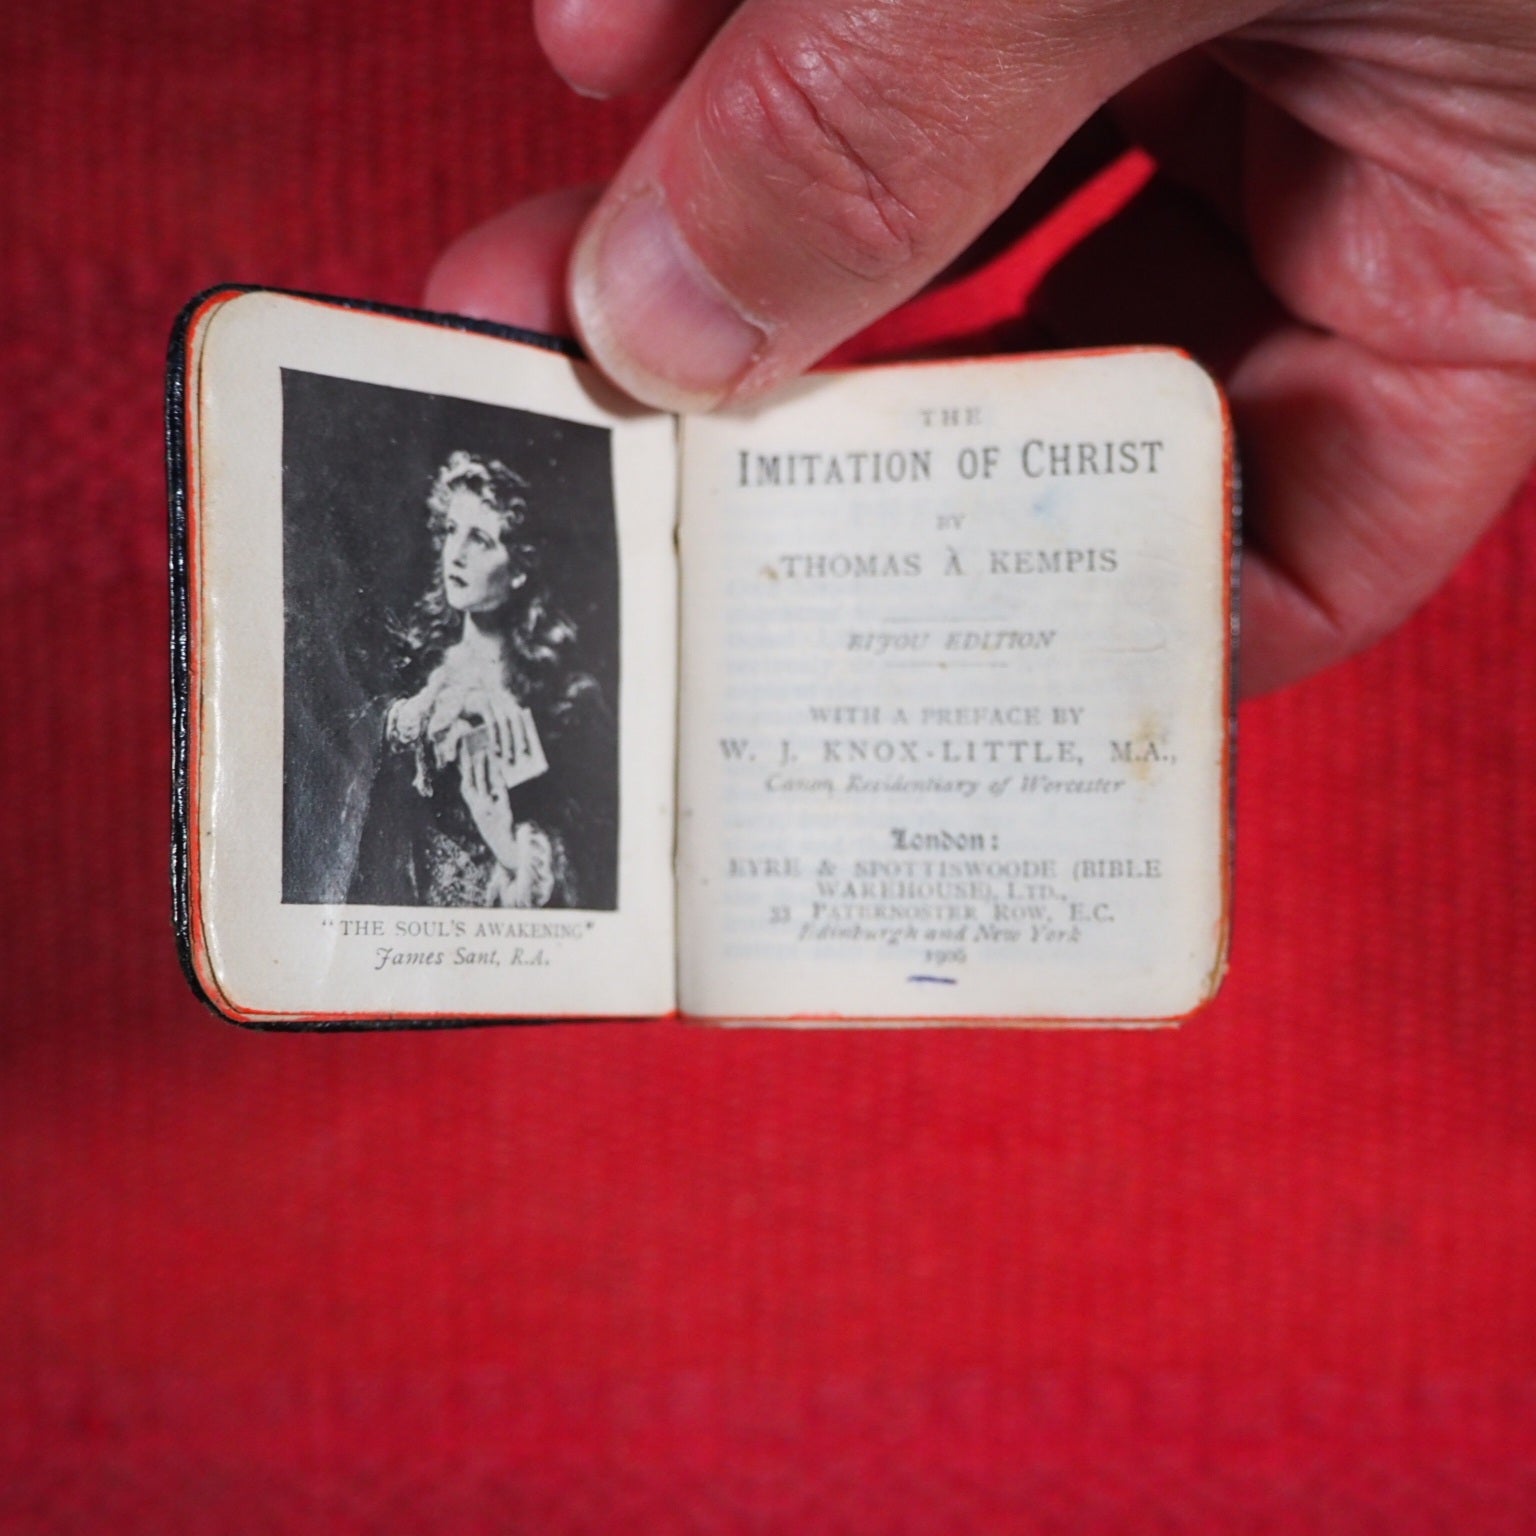 "THE SOUL'S AWAKENING"
James Sant, R.A.
THE
IMITATION OF CHRIST
BY
THOMAS À KEMPIS
BIJOU EDITION
WITH A PREFACE BY
W. J. KNOX-LITTLE, M.A.,
Canon Residentiary of Worcester
London:
EYRE & SPOTTISWOODE (BIBLE
WAREHOUSE), LTD.,
33 PATERNOSTER ROW, E.C.
Edinburgh and New York
1906